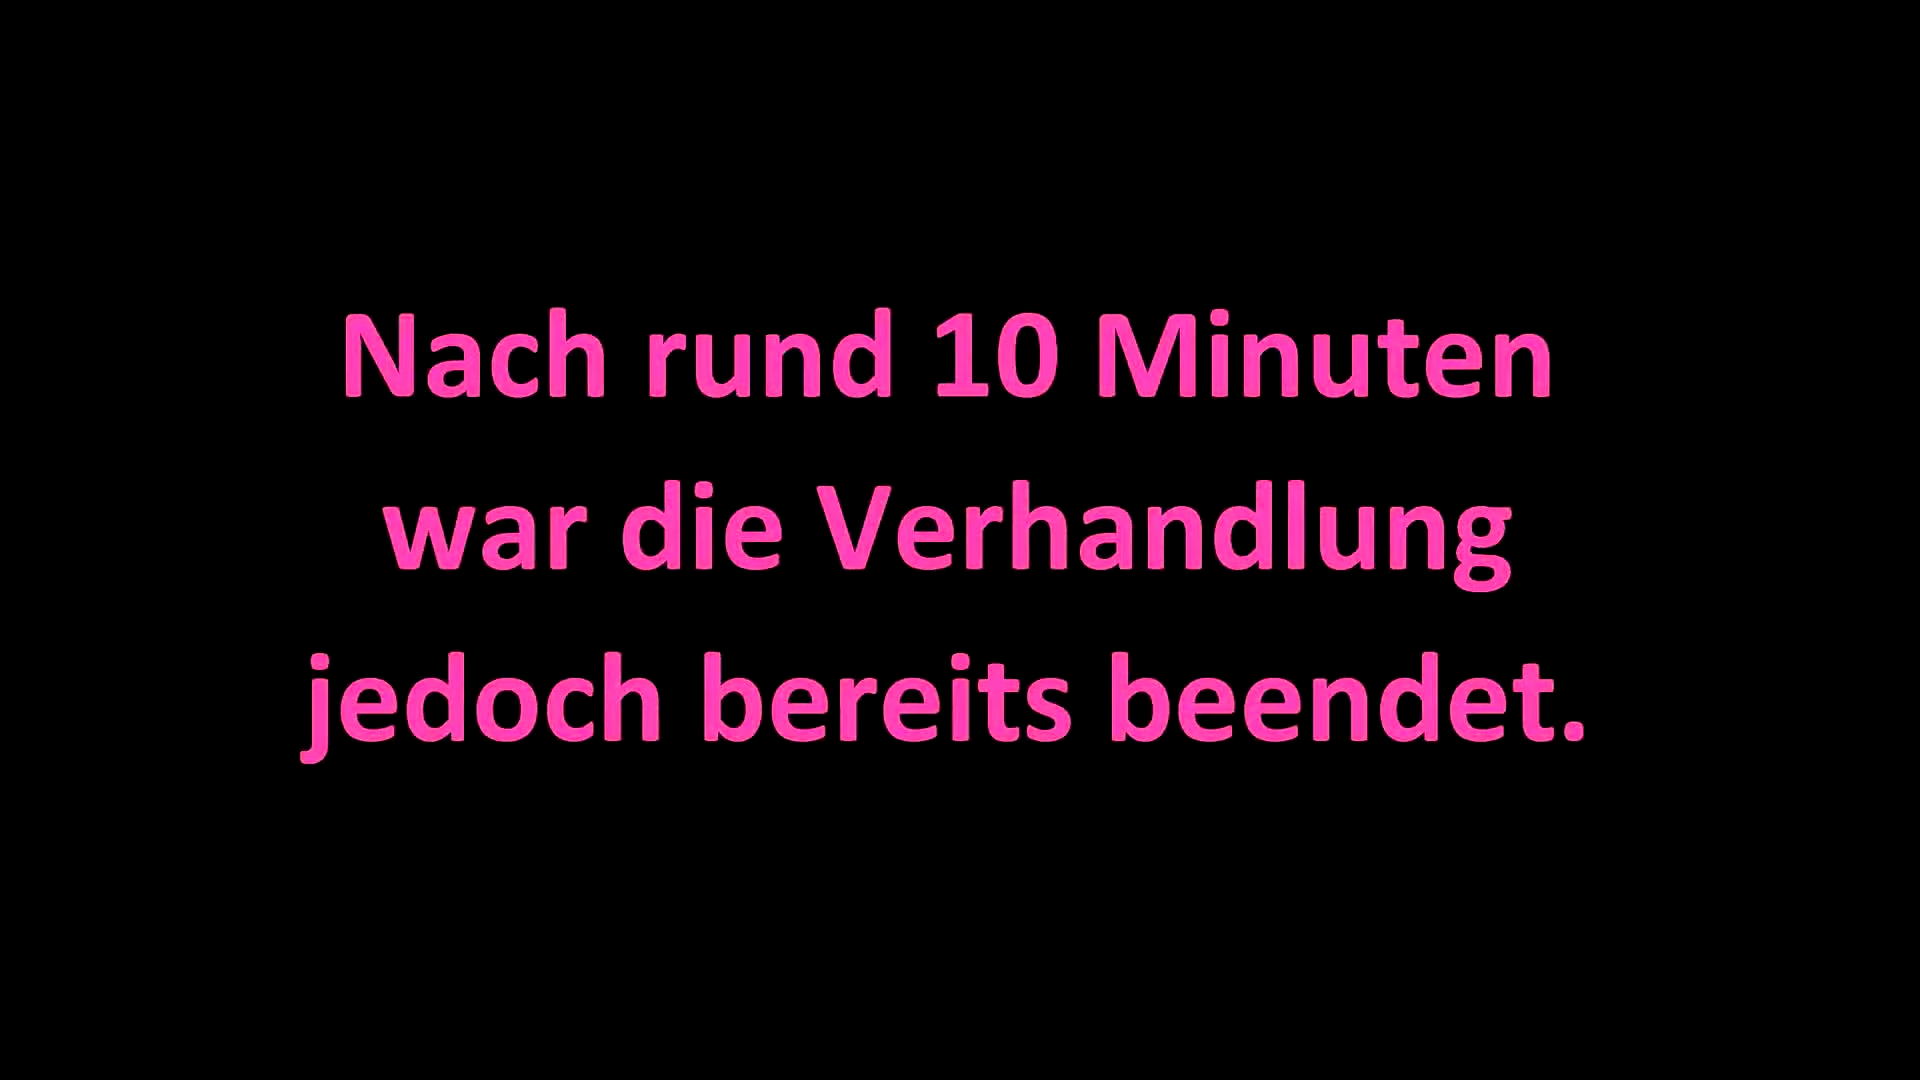 Nach rund 10 Minuten
war die Verhandlung
jedoch bereits beendet.